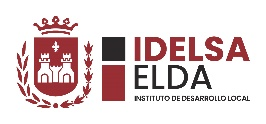 IDELSA
ELDA
INSTITUTO DE DESARROLLO LOCAL